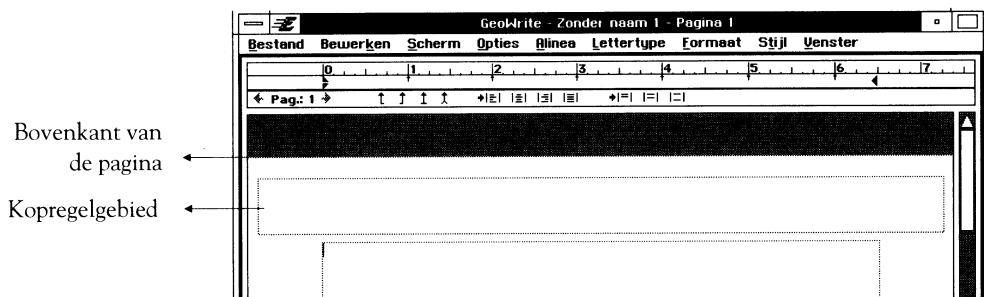 GeoWrite - Zonder naam 1 - Pagina 1
Bestand Bewerken Scherm Opties Alinea Lettertype Formaat Stijl Venster
0 1 2 3 4 5 6 7
Pag.: 1
Bovenkant van
de pagina
Kopregelgebied